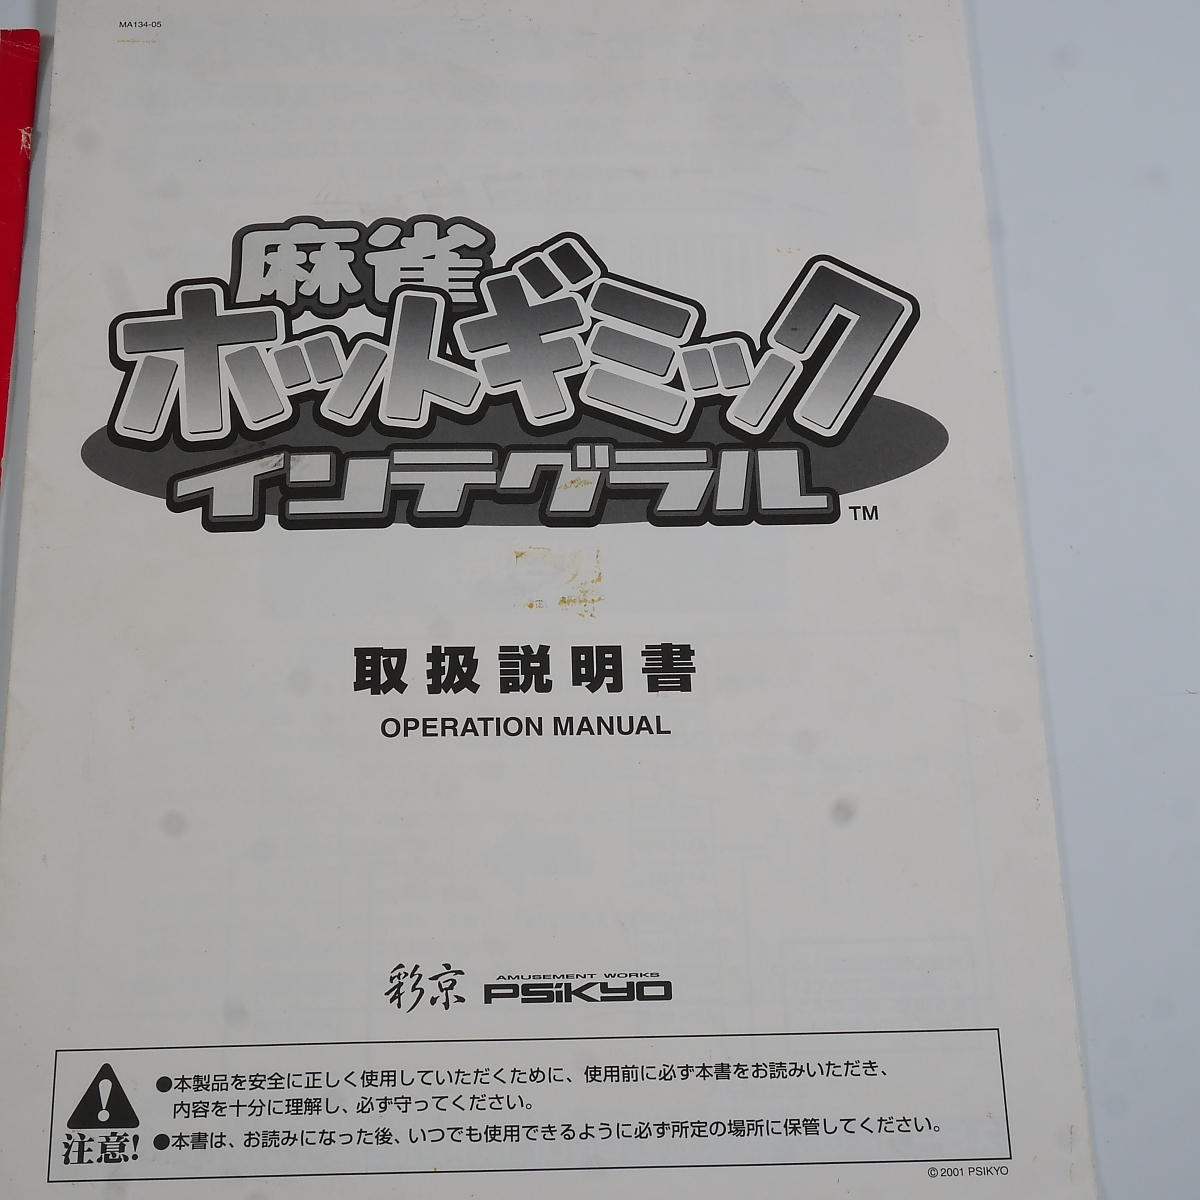 MA134-05
麻雀
ホットギミック
インテグラル TM
取扱説明書
OPERATION MANUAL
彩京 AMUSEMENT WORKS
PSiKYO
●本製品を安全に正しく使用していただくために、使用前に必ず本書をお読みいただき、
内容を十分に理解し、必ず守ってください。
注意! ●本書は、お読みになった後、いつでも使用できるように必ず所定の場所に保管してください。
© 2001 PSIKYO